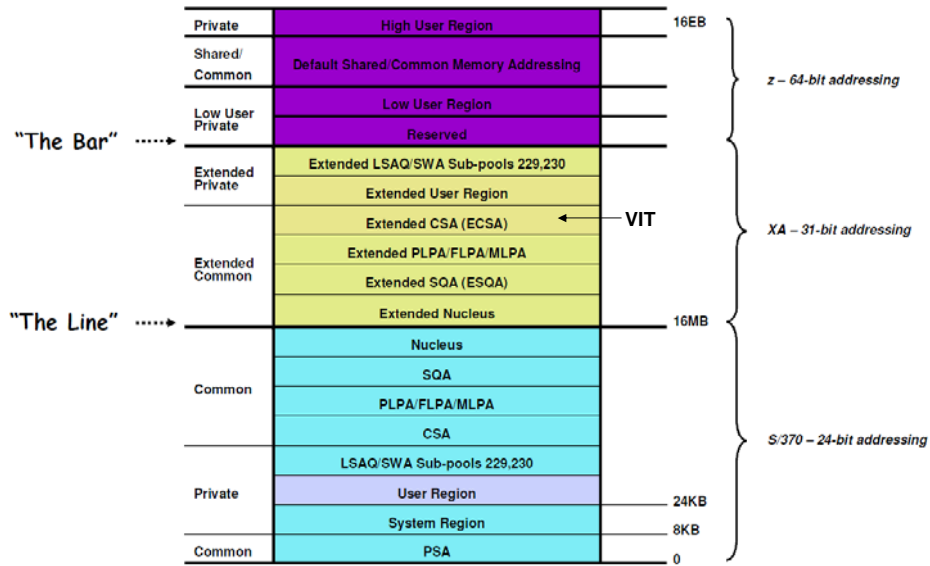 Private High User Region 16EB
Shared/
Common
Default Shared/Common Memory Addressing
z – 64-bit addressing
Low User
Private
Low User Region
"The Bar" Reserved
Extended LSAQ/SWA Sub-pools 229,230
Extended
Private
Extended User Region
Extended CSA (ECSA) VIT
XA – 31-bit addressing
Extended PLPA/FLPA/MLPA
Extended
Common
Extended SQA (ESQA)
Extended Nucleus
"The Line" 16MB
Nucleus
SQA
Common
PLPA/FLPA/MLPA
CSA
S/370 – 24-bit addressing
LSAQ/SWA Sub-pools 229,230
Private User Region
24KB
System Region
8KB
Common PSA
0